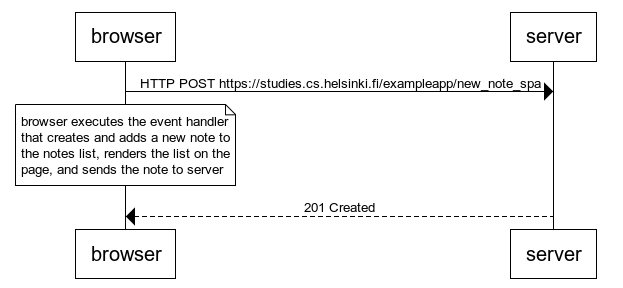 browser
server
HTTP POST https://studies.cs.helsinki.fi/exampleapp/new_note_spa
browser executes the event handler
that creates and adds a new note to
the notes list, renders the list on the
page, and sends the note to server
201 Created
browser
server